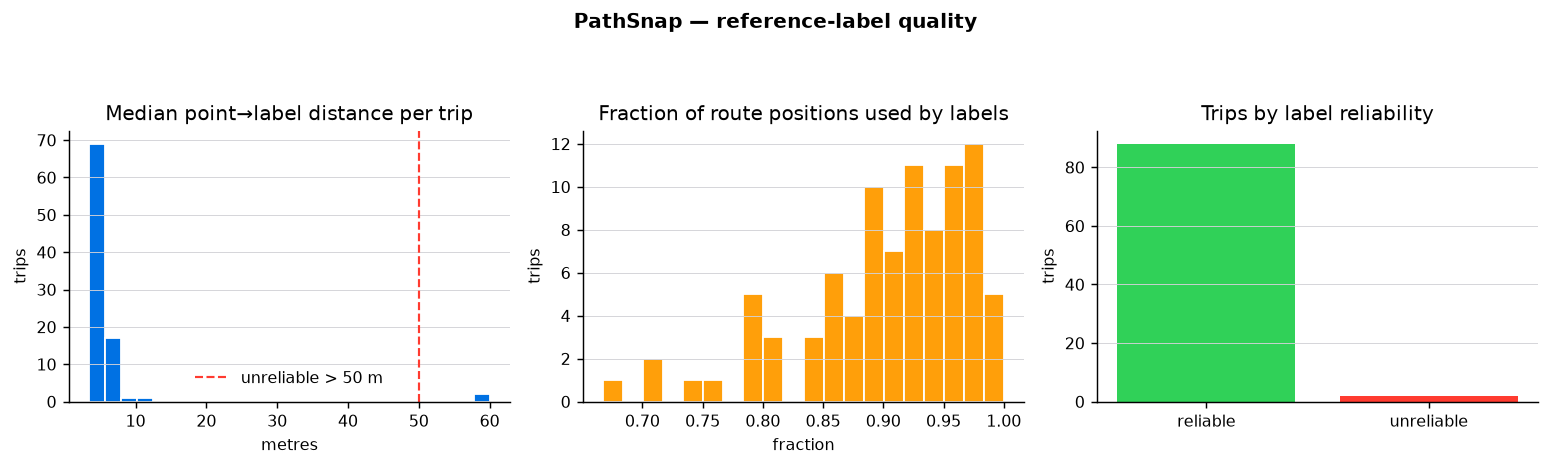 PathSnap — reference-label quality
Median point→label distance per trip
trips
70
60
50
40
30
20
10
0
unreliable > 50 m
10 20 30 40 50 60
metres
Fraction of route positions used by labels
trips
12
10
8
6
4
2
0
0.70 0.75 0.80 0.85 0.90 0.95 1.00
fraction
Trips by label reliability
trips
80
60
40
20
0
reliable unreliable